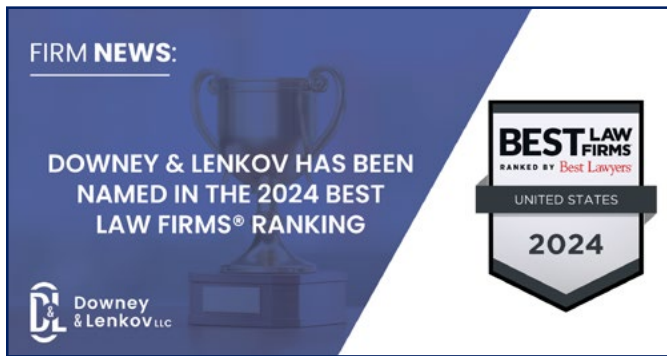 FIRM NEWS:
DOWNEY & LENKOV HAS BEEN
NAMED IN THE 2024 BEST
LAW FIRMS® RANKING
D&L
Downey
& Lenkov LLC
BEST LAW FIRMS
RANKED BY Best Lawyers
UNITED STATES
2024